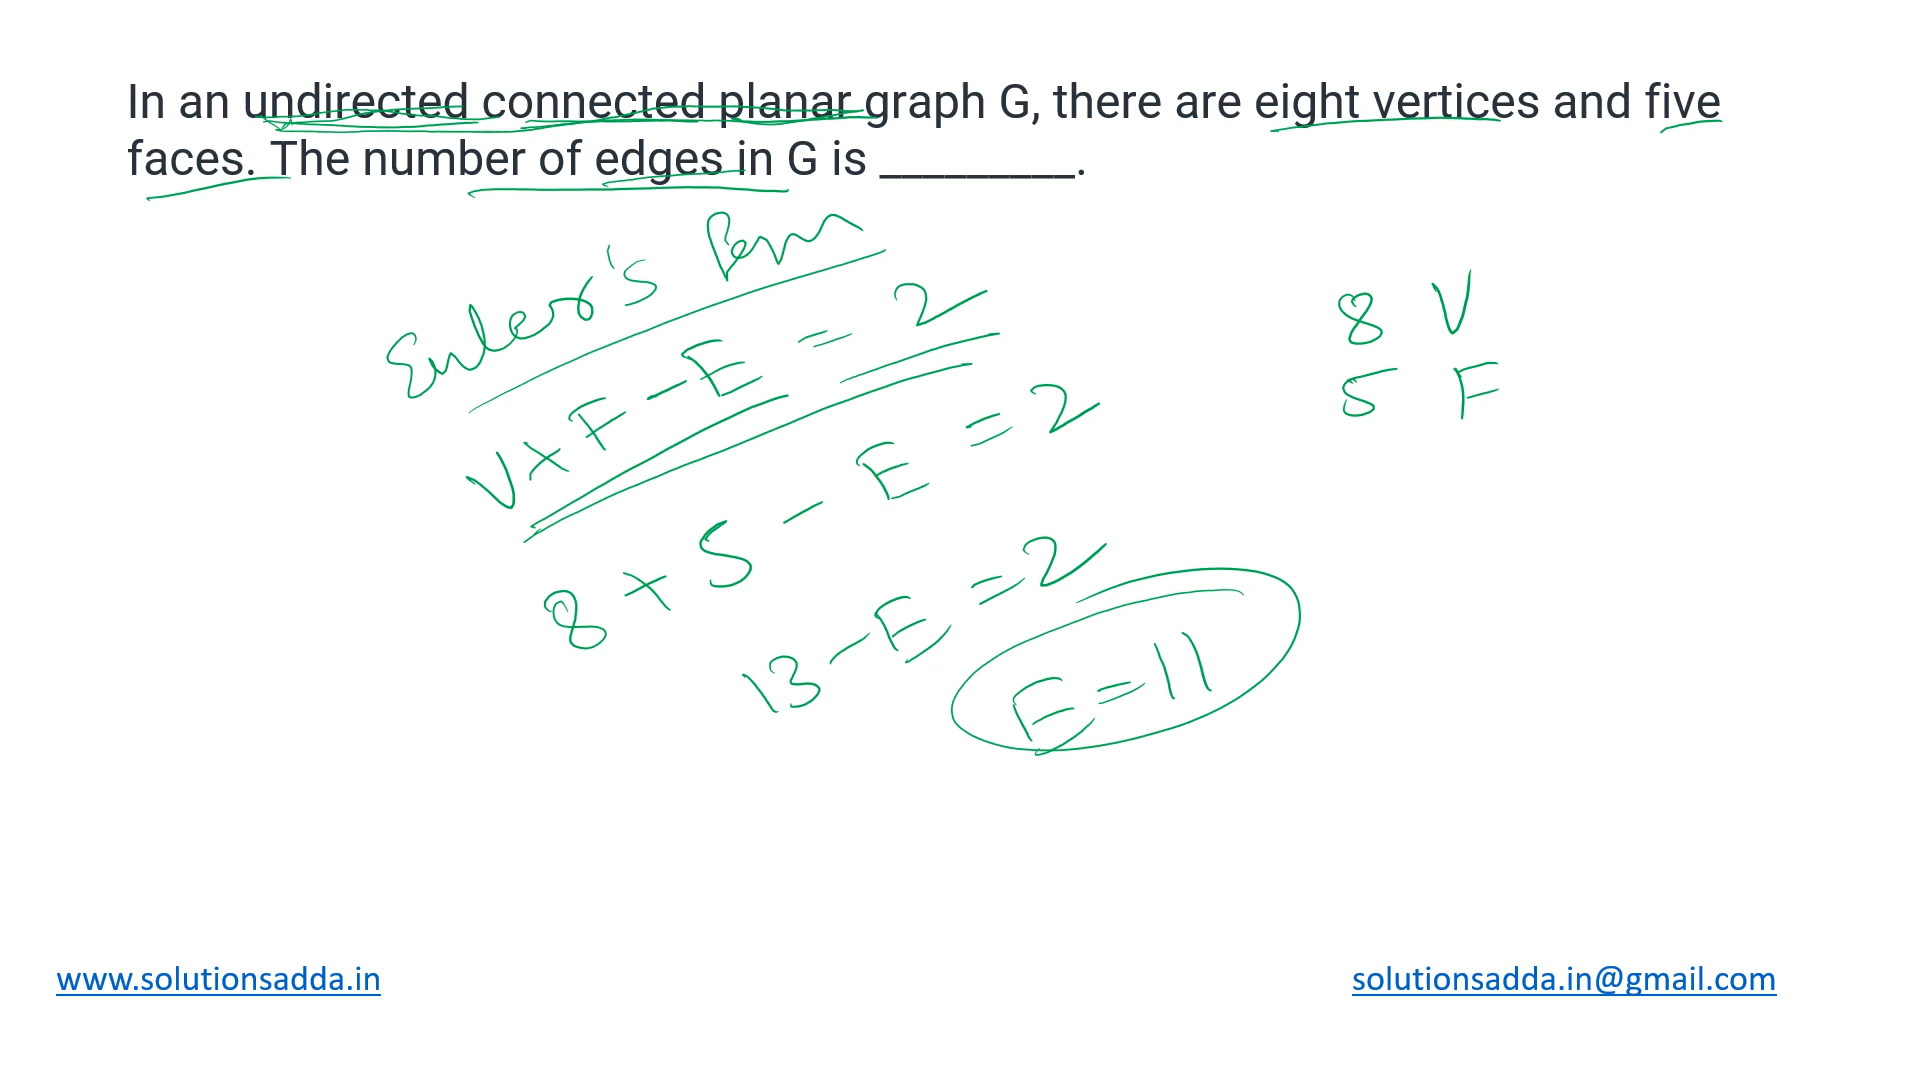 In an undirected connected planar graph G, there are eight vertices and five
faces. The number of edges in G is _________.
Euler's
V+F-E=2
8 V
5 F
8+5-E=2
13-E=2
E=11
www.solutionsadda.in
solutionsadda.in@gmail.com